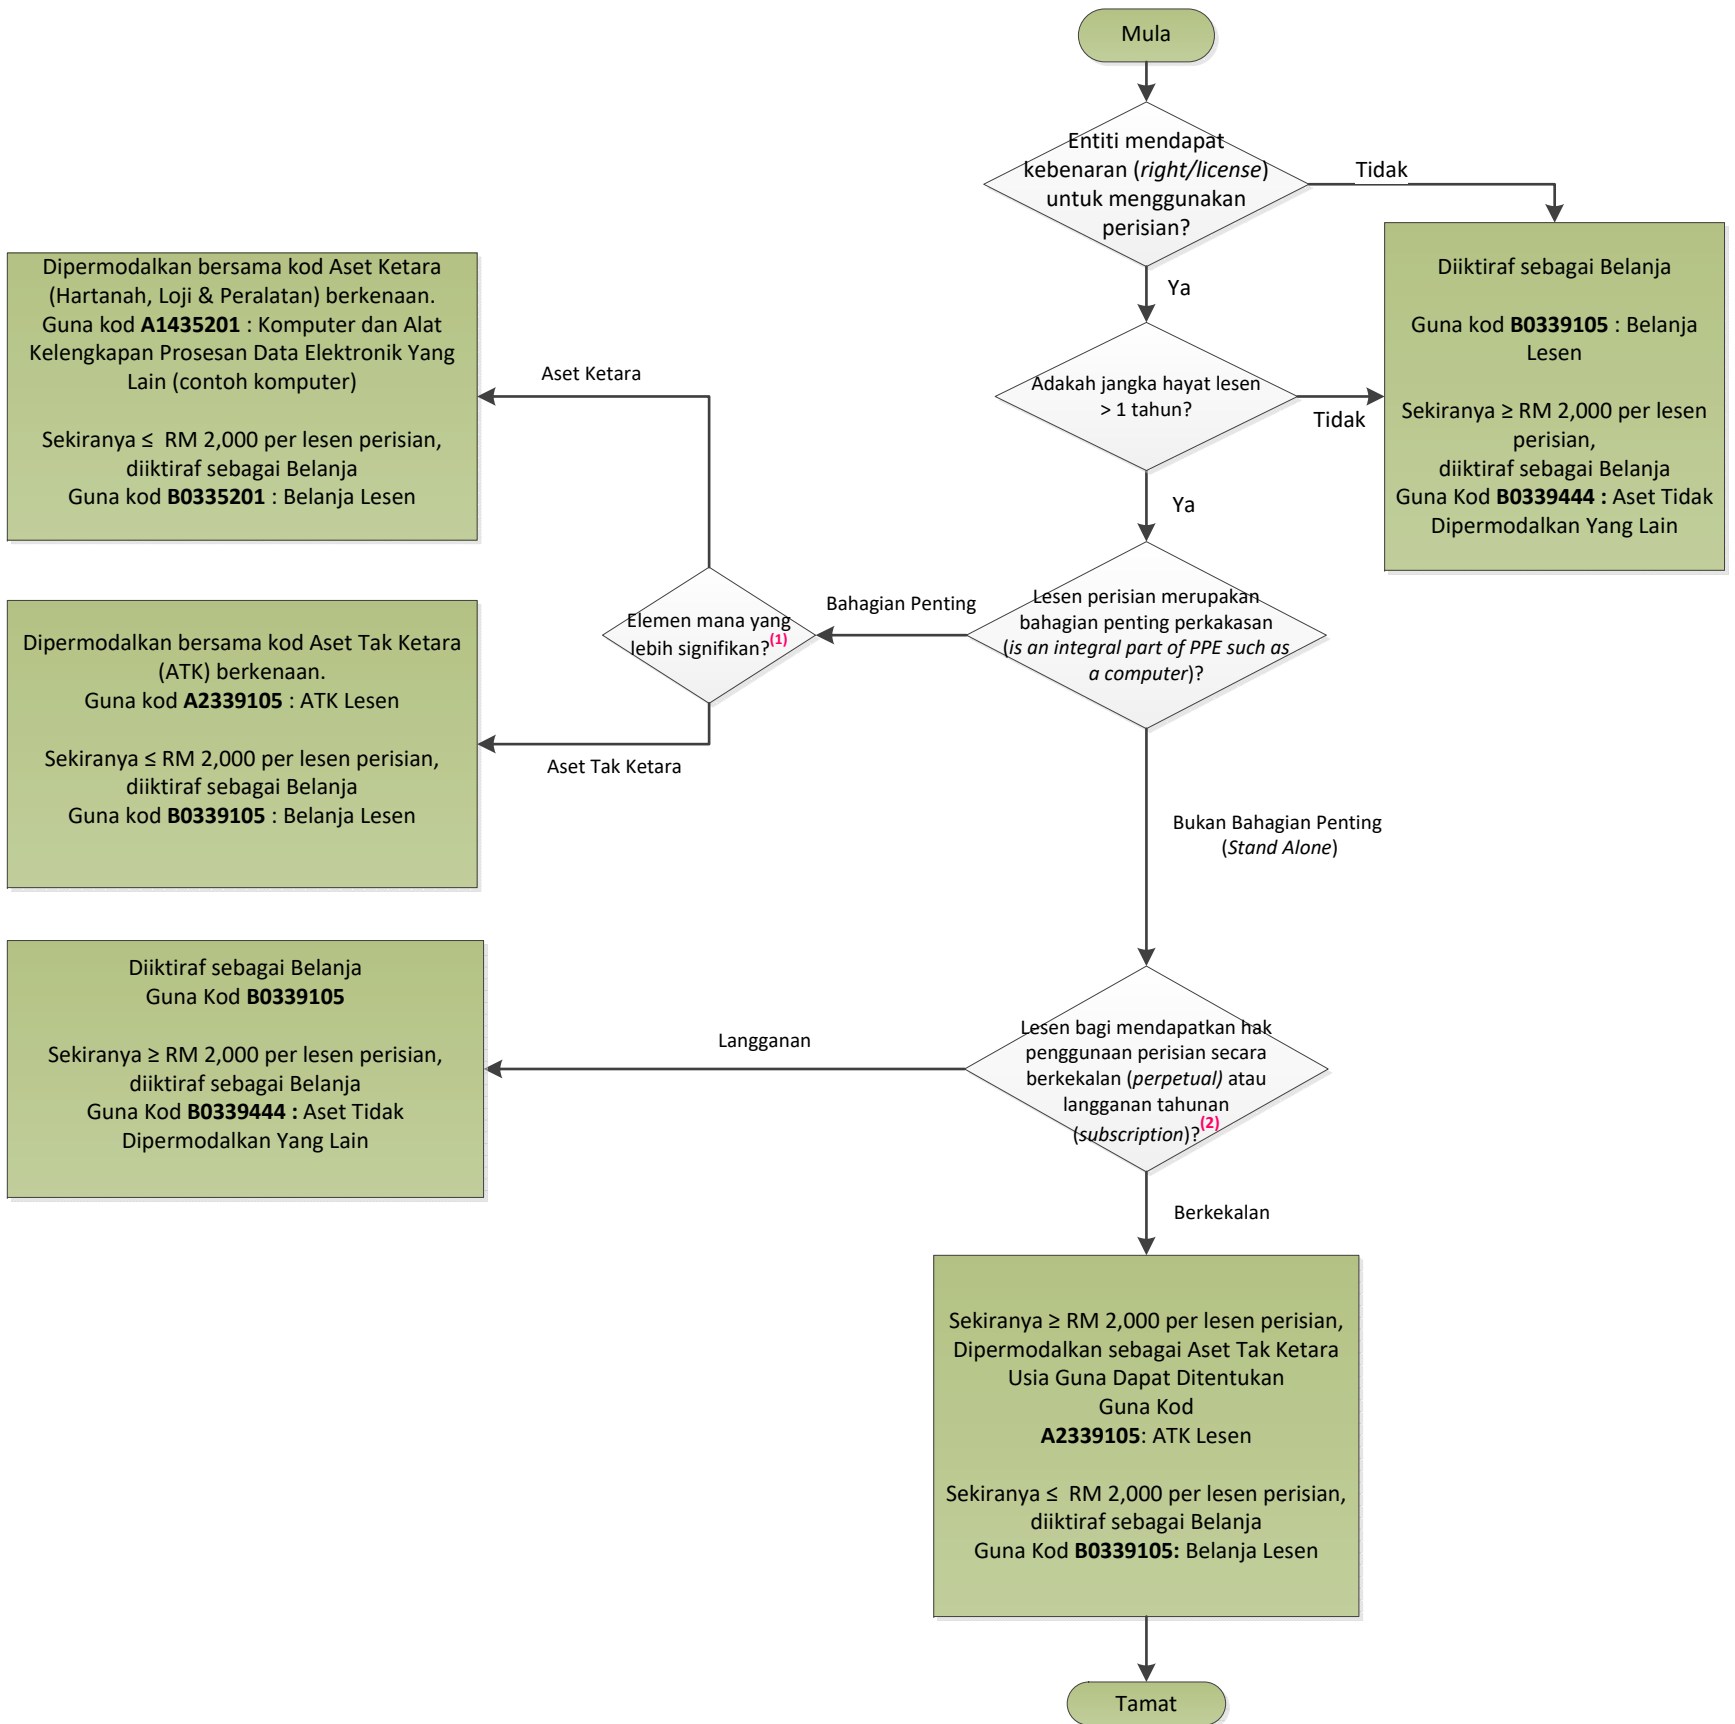 Mula
Entiti mendapat
kebenaran (right/license)
untuk menggunakan
perisian?
Tidak
Ya
Diiktiraf sebagai Belanja
Guna kod B0339105 : Belanja
Lesen
Sekiranya ≥ RM 2,000 per lesen
perisian,
diiktiraf sebagai Belanja
Guna Kod B0339444 : Aset Tidak
Dipermodalkan Yang Lain
Adakah jangka hayat lesen
> 1 tahun?
Tidak
Ya
Dipermodalkan bersama kod Aset Ketara
(Hartanah, Loji & Peralatan) berkenaan.
Guna kod A1435201 : Komputer dan Alat
Kelengkapan Prosesan Data Elektronik Yang
Lain (contoh komputer)
Sekiranya ≤ RM 2,000 per lesen perisian,
diiktiraf sebagai Belanja
Guna kod B0335201 : Belanja Lesen
Aset Ketara
Lesen perisian merupakan
bahagian penting perkakasan
(is an integral part of PPE such as
a computer)?
Bahagian Penting
Elemen mana yang
lebih signifikan?(1)
Aset Tak Ketara
Dipermodalkan bersama kod Aset Tak Ketara
(ATK) berkenaan.
Guna kod A2339105 : ATK Lesen
Sekiranya ≤ RM 2,000 per lesen perisian,
diiktiraf sebagai Belanja
Guna kod B0339105 : Belanja Lesen
Bukan Bahagian Penting
(Stand Alone)
Lesen bagi mendapatkan hak
penggunaan perisian secara
berkekalan (perpetual) atau
langganan tahunan
(subscription)?(2)
Langganan
Diiktiraf sebagai Belanja
Guna Kod B0339105
Sekiranya ≥ RM 2,000 per lesen perisian,
diiktiraf sebagai Belanja
Guna Kod B0339444 : Aset Tidak
Dipermodalkan Yang Lain
Berkekalan
Sekiranya ≥ RM 2,000 per lesen perisian,
Dipermodalkan sebagai Aset Tak Ketara
Usia Guna Dapat Ditentukan
Guna Kod
A2339105: ATK Lesen
Sekiranya ≤ RM 2,000 per lesen perisian,
diiktiraf sebagai Belanja
Guna Kod B0339105: Belanja Lesen
Tamat